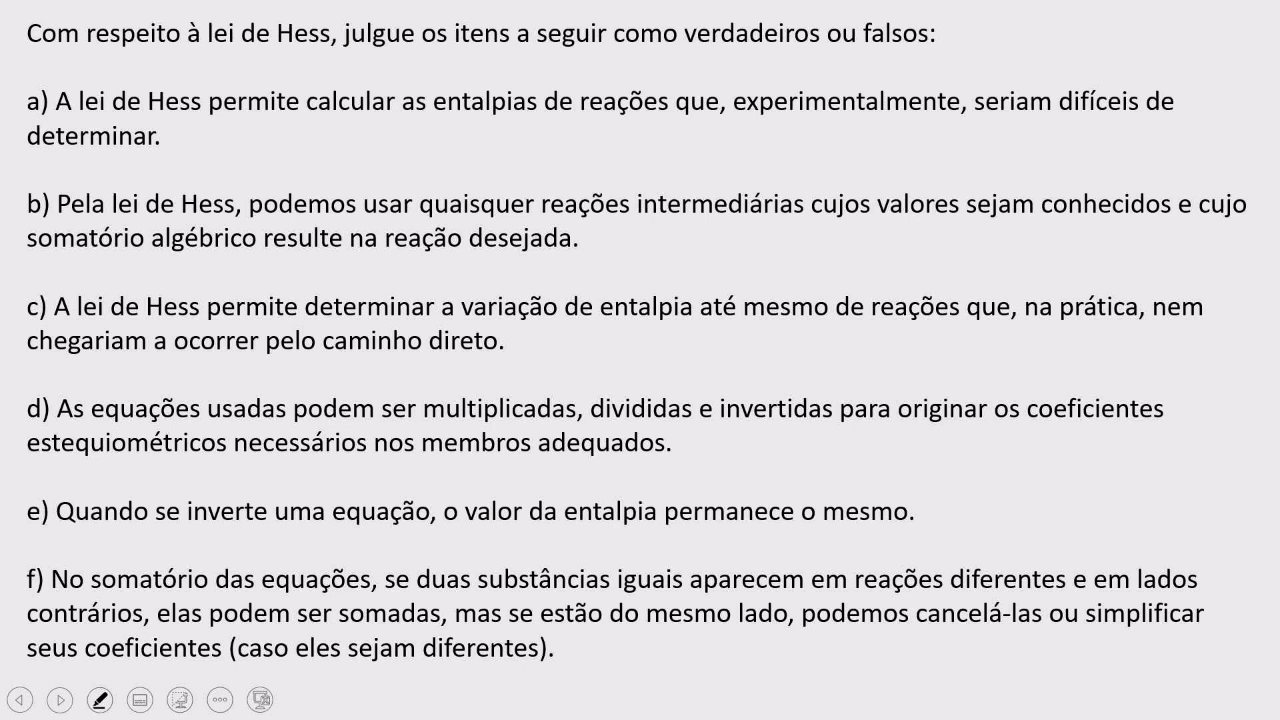 Com respeito à lei de Hess, julgue os itens a seguir como verdadeiros ou falsos:
a) A lei de Hess permite calcular as entalpias de reações que, experimentalmente, seriam difíceis de
determinar.
b) Pela lei de Hess, podemos usar quaisquer reações intermediárias cujos valores sejam conhecidos e cujo
somatório algébrico resulte na reação desejada.
c) A lei de Hess permite determinar a variação de entalpia até mesmo de reações que, na prática, nem
chegariam a ocorrer pelo caminho direto.
d) As equações usadas podem ser multiplicadas, divididas e invertidas para originar os coeficientes
estequiométricos necessários nos membros adequados.
e) Quando se inverte uma equação, o valor da entalpia permanece o mesmo.
f) No somatório das equações, se duas substâncias iguais aparecem em reações diferentes e em lados
contrários, elas podem ser somadas, mas se estão do mesmo lado, podemos cancelá-las ou simplificar
seus coeficientes (caso eles sejam diferentes).